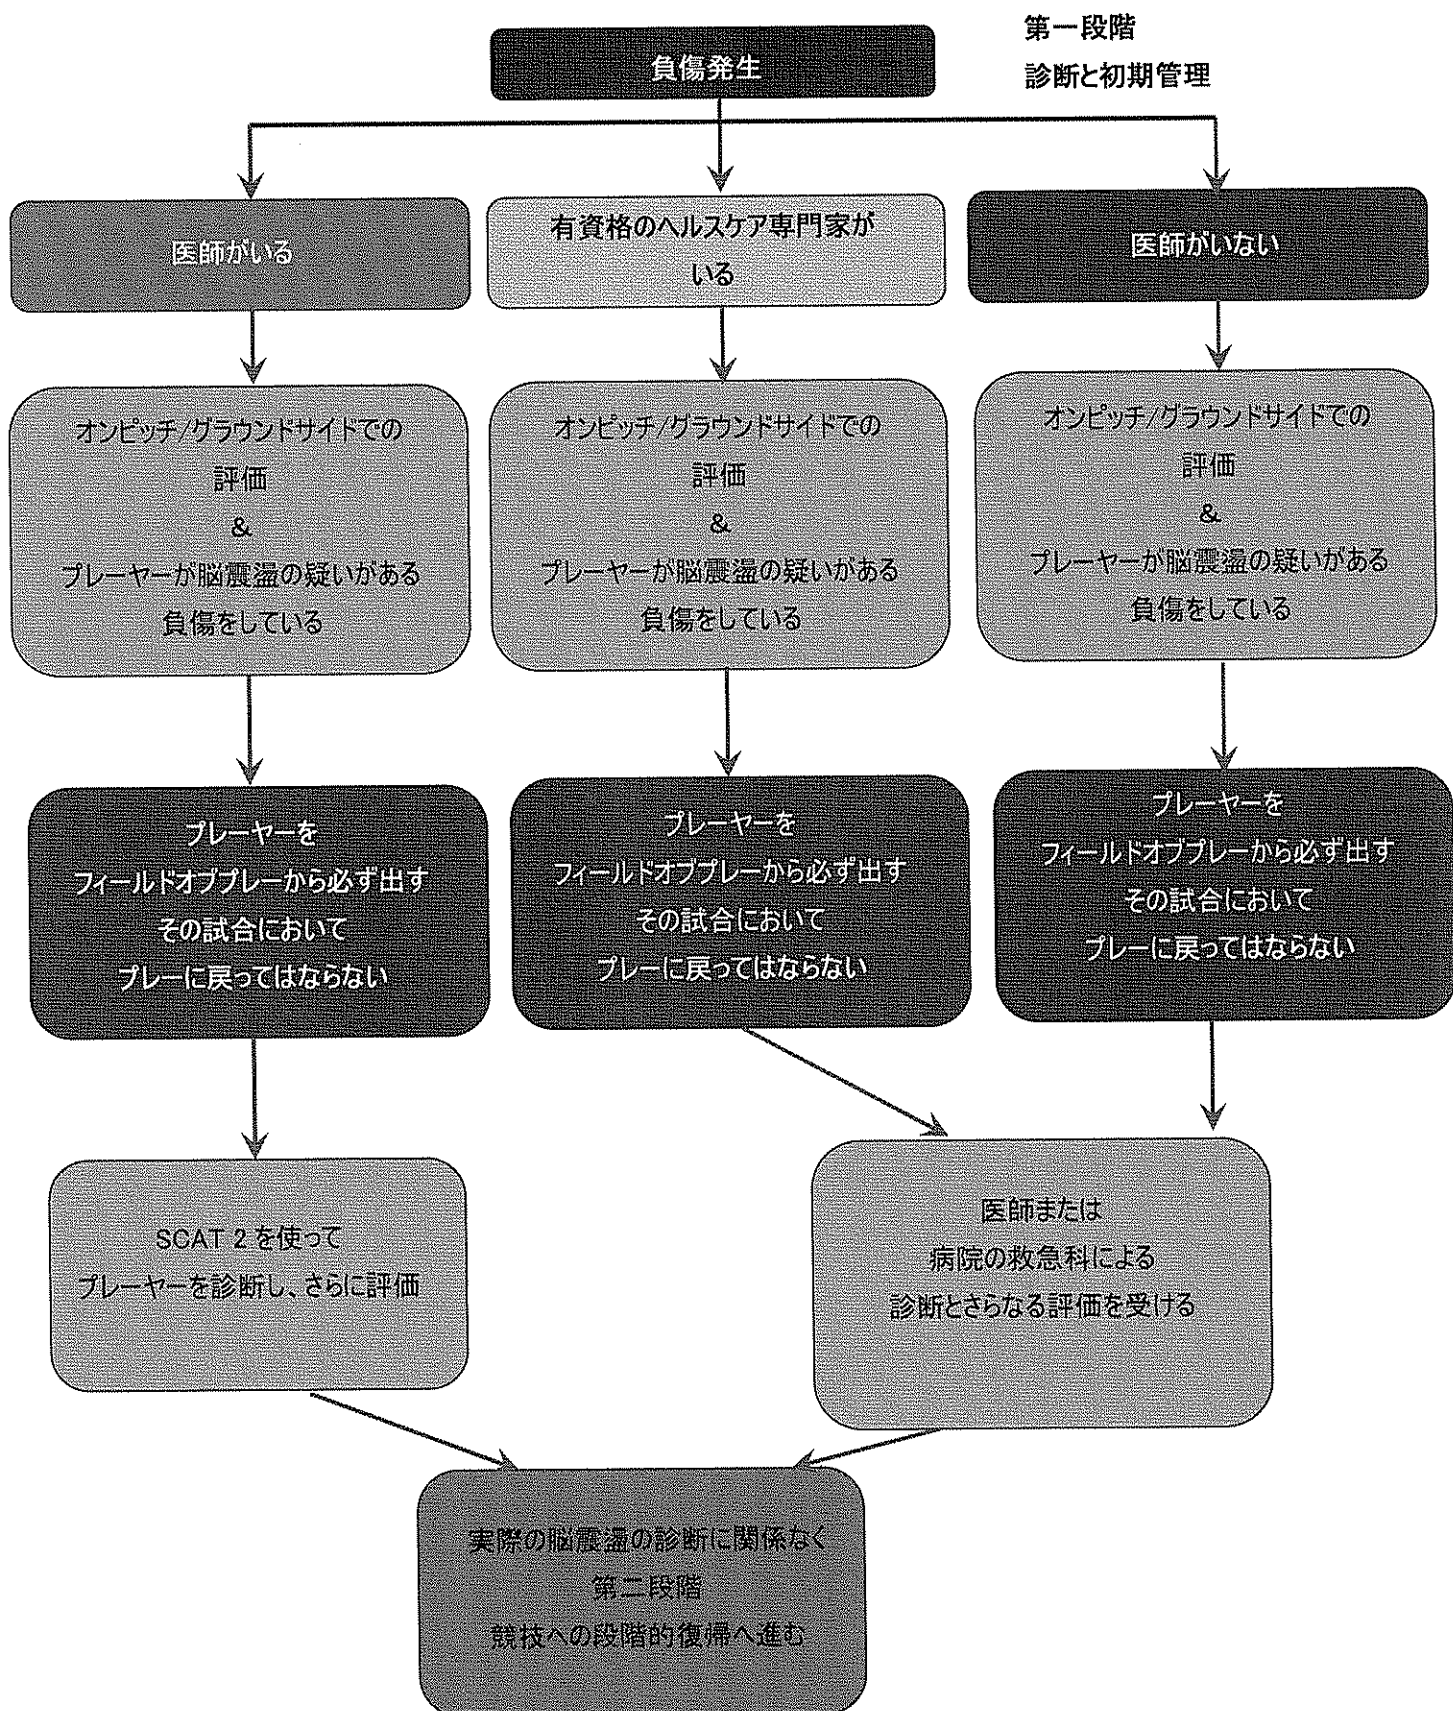 第一段階
診断と初期管理
負傷発生
医師がいる
有資格のヘルスケア専門家が
いる
医師がいない
オンピッチ/グラウンドサイドでの
評価
&
プレーヤーが脳震盪の疑いがある
負傷をしている
オンピッチ/グラウンドサイドでの
評価
&
プレーヤーが脳震盪の疑いがある
負傷をしている
オンピッチ/グラウンドサイドでの
評価
&
プレーヤーが脳震盪の疑いがある
負傷をしている
プレーヤーを
フィールドオブプレーから必ず出す
その試合において
プレーに戻ってはならない
プレーヤーを
フィールドオブプレーから必ず出す
その試合において
プレーに戻ってはならない
プレーヤーを
フィールドオブプレーから必ず出す
その試合において
プレーに戻ってはならない
SCAT 2 を使って
プレーヤーを診断し、さらに評価
医師または
病院の救急科による
診断とさらなる評価を受ける
実際の脳震盪の診断に関係なく
第二段階
競技への段階的復帰へ進む